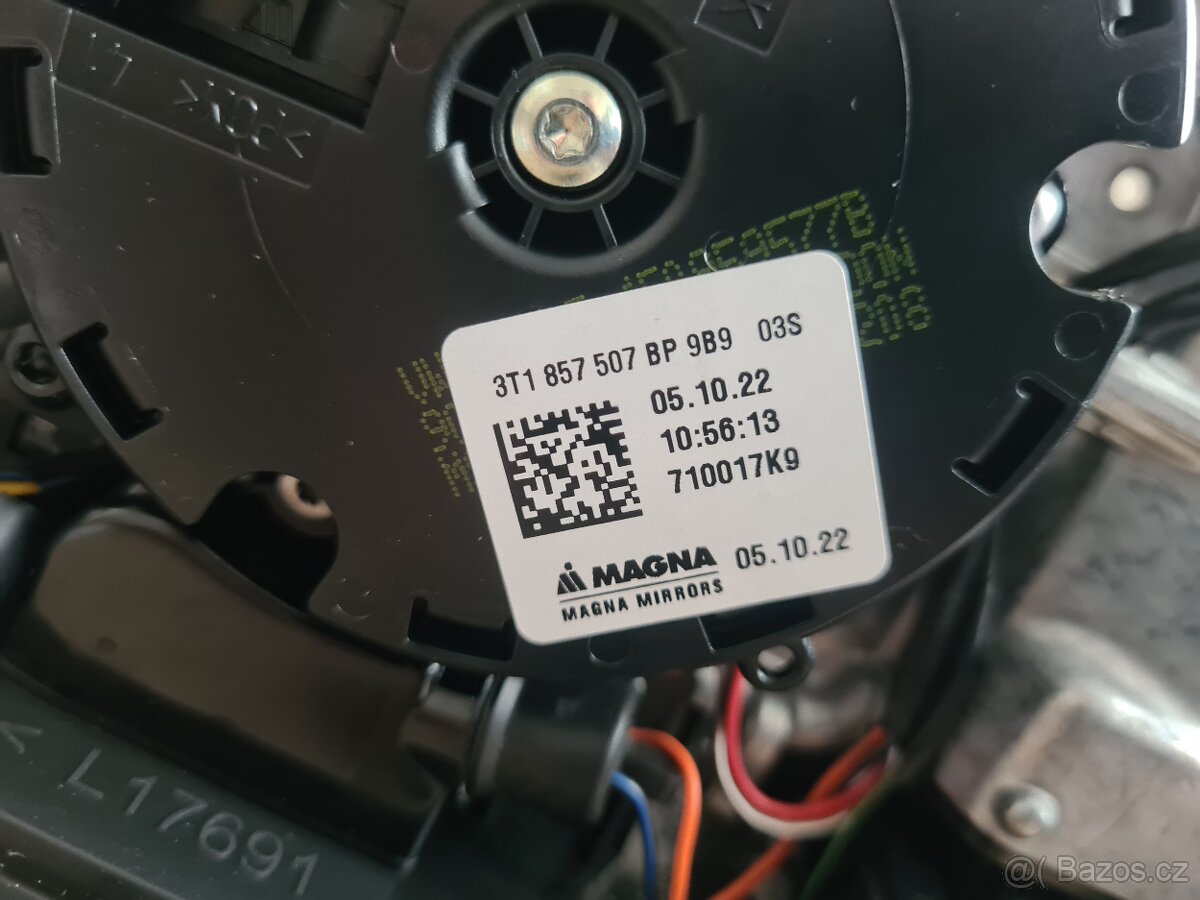 >POM<
3T1 857 507 BP 9B9 03S
05.10.22
10:56:13
710017K9
MAGNA 05.10.22
MAGNA MIRRORS
< L17691
@( Bazos.cz